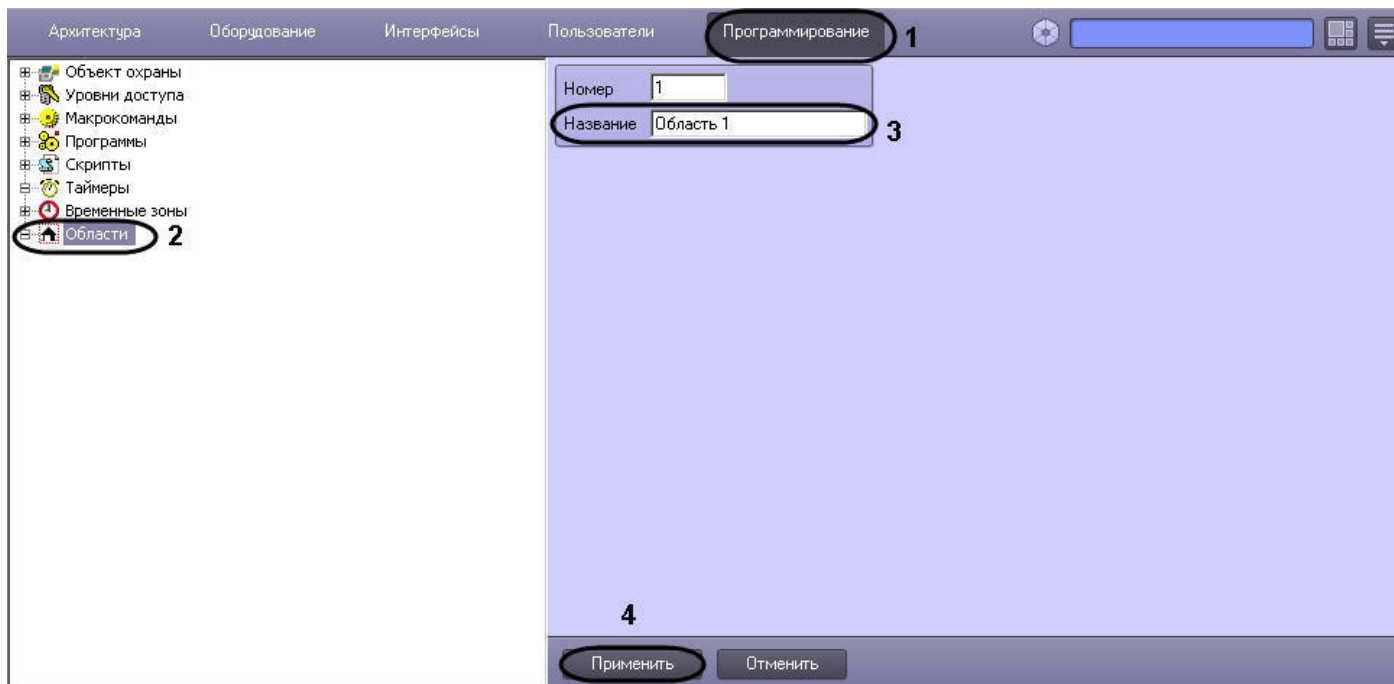 Архитектура Оборудование Интерфейсы Пользователи Программирование 1
Объект охраны
Уровни доступа
Макрокоманды
Программы
Скрипты
Таймеры
Временные зоны
Области 2
Номер 1
Название Область 1 3
4
Применить Отменить